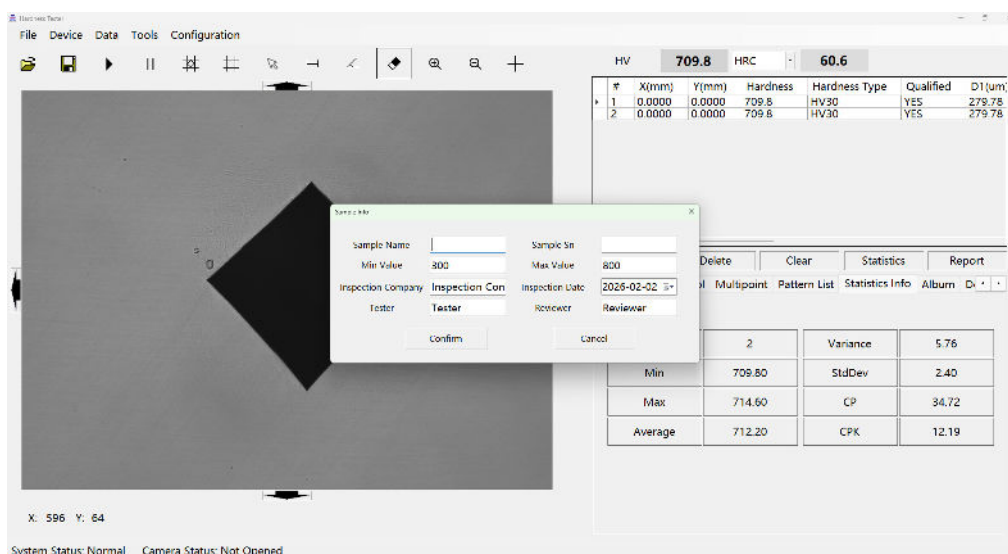 Hardness Tester
File Device Data Tools Configuration
HV 709.8 HRC 60.6
# X(mm) Y(mm) Hardness Hardness Type Qualified D1(um)
1 0.0000 0.0000 709.8 HV30 YES 279.78
2 0.0000 0.0000 709.8 HV30 YES 279.78
Sample Info
Sample Name Sample Sn
Min Value 300 Max Value 800
Inspection Company Inspection Con Inspection Date 2026-02-02
Tester Tester Reviewer Reviewer
Confirm Cancel
Delete Clear Statistics Report
Multipoint Pattern List Statistics Info Album
2 Variance 5.76
Min 709.80 StdDev 2.40
Max 714.60 CP 34.72
Average 712.20 CPK 12.19
X: 596 Y: 64
System Status: Normal Camera Status: Not Opened